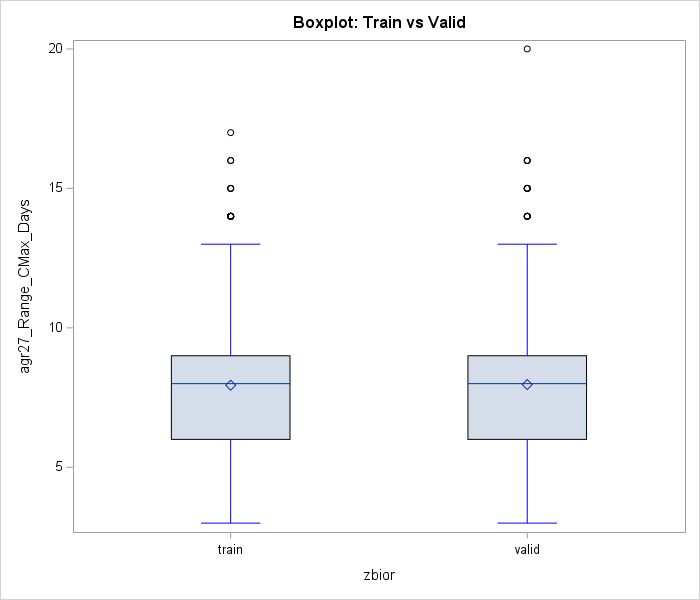 Boxplot: Train vs Valid
20
15
10
5
agr27_Range_CMax_Days
train
valid
zbior